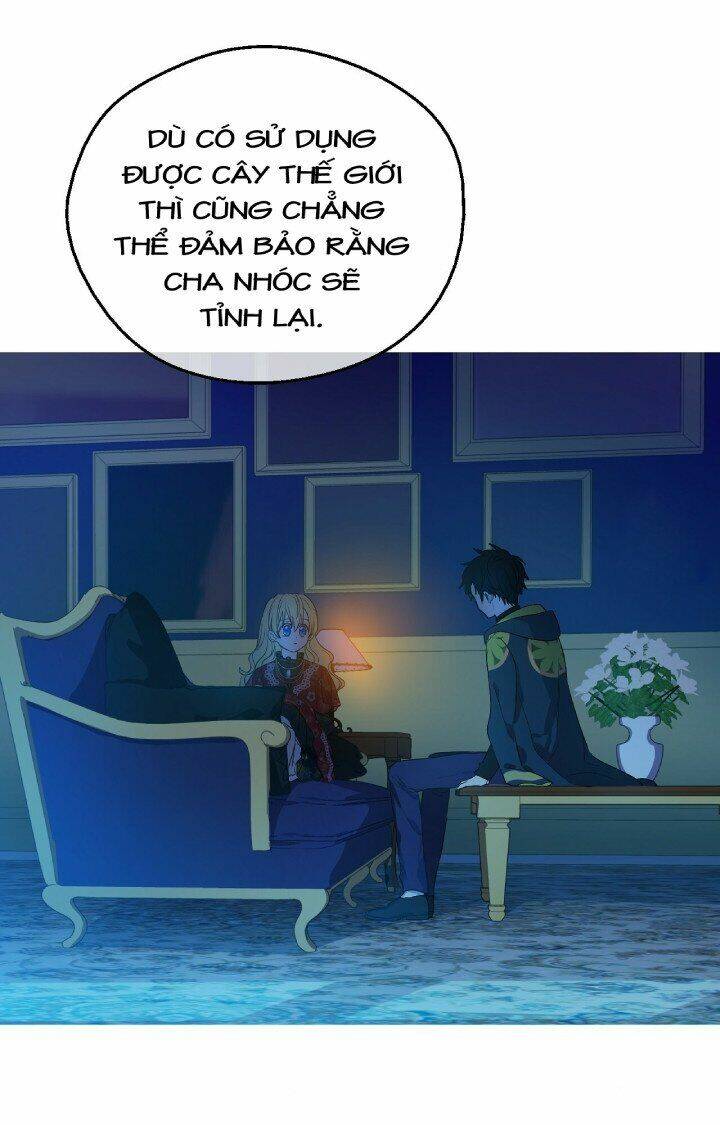 DÙ CÓ SỬ DỤNG
ĐƯỢC CÂY THẾ GIỚI
THÌ CŨNG CHẲNG
THỂ ĐẢM BẢO RẰNG
CHA NHÓC SẼ
TỈNH LẠI.